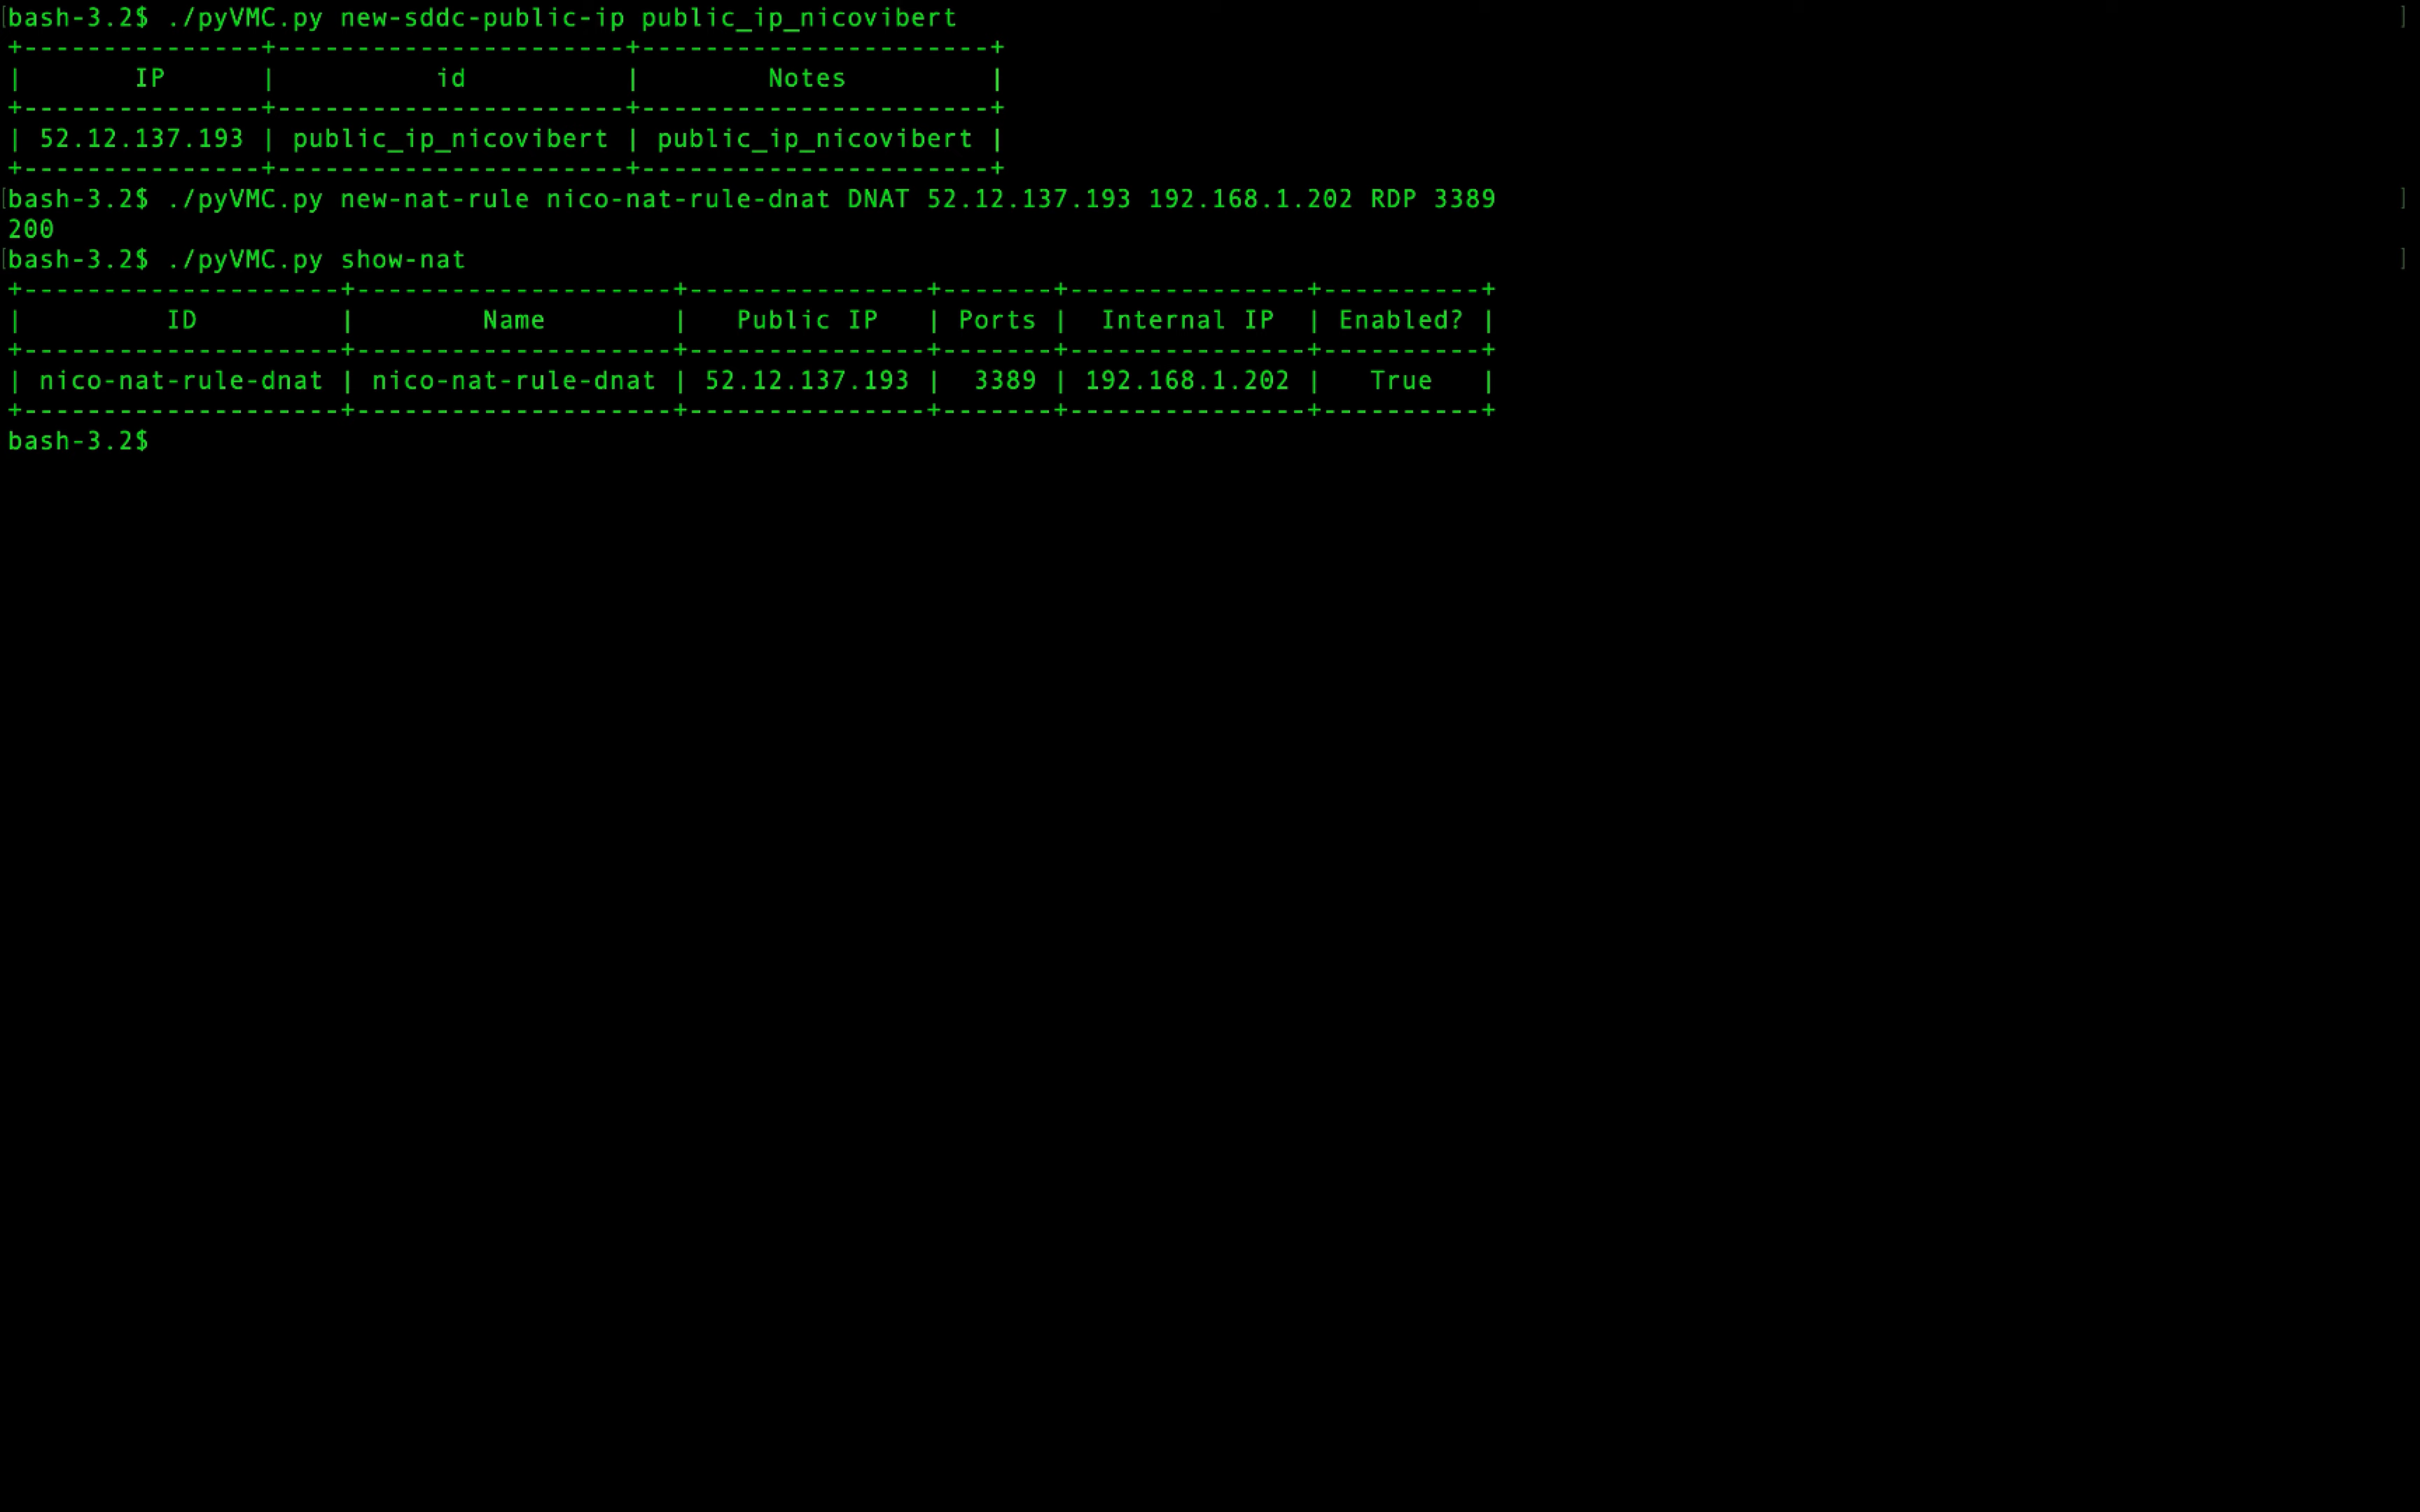 [bash-3.2$ ./pyVMC.py new-sddc-public-ip public_ip_nicovibert ]
+---------------+----------------------+----------------------+
|       IP      |          id          |        Notes         |
+---------------+----------------------+----------------------+
| 52.12.137.193 | public_ip_nicovibert | public_ip_nicovibert |
+---------------+----------------------+----------------------+
[bash-3.2$ ./pyVMC.py new-nat-rule nico-nat-rule-dnat DNAT 52.12.137.193 192.168.1.202 RDP 3389 ]
200
[bash-3.2$ ./pyVMC.py show-nat ]
+--------------------+--------------------+---------------+-------+---------------+----------+
|         ID         |        Name        |   Public IP   | Ports |  Internal IP  | Enabled? |
+--------------------+--------------------+---------------+-------+---------------+----------+
| nico-nat-rule-dnat | nico-nat-rule-dnat | 52.12.137.193 |  3389 | 192.168.1.202 |   True   |
+--------------------+--------------------+---------------+-------+---------------+----------+
bash-3.2$